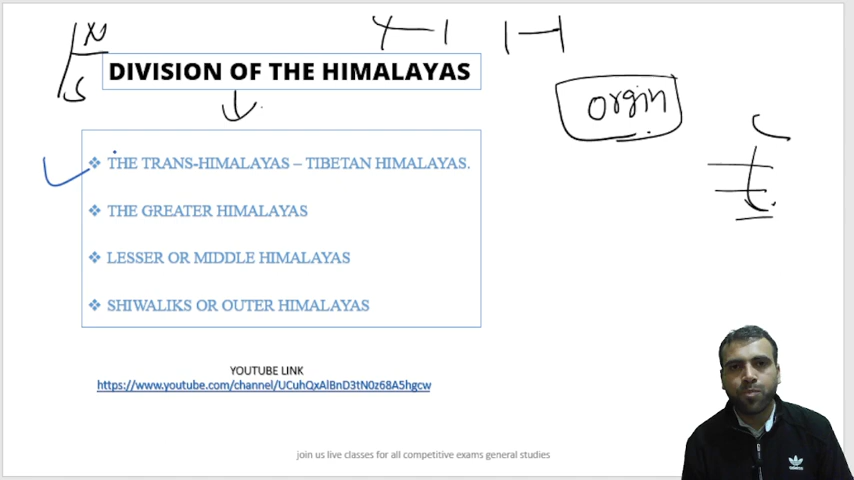 N
S
DIVISION OF THE HIMALAYAS
orgin
❖ THE TRANS-HIMALAYAS – TIBETAN HIMALAYAS.
❖ THE GREATER HIMALAYAS
❖ LESSER OR MIDDLE HIMALAYAS
❖ SHIWALIKS OR OUTER HIMALAYAS
YOUTUBE LINK
https://www.youtube.com/channel/UCuhQxAlBnD3tN0z68A5hgcw
join us live classes for all competitive exams general studies
adidas